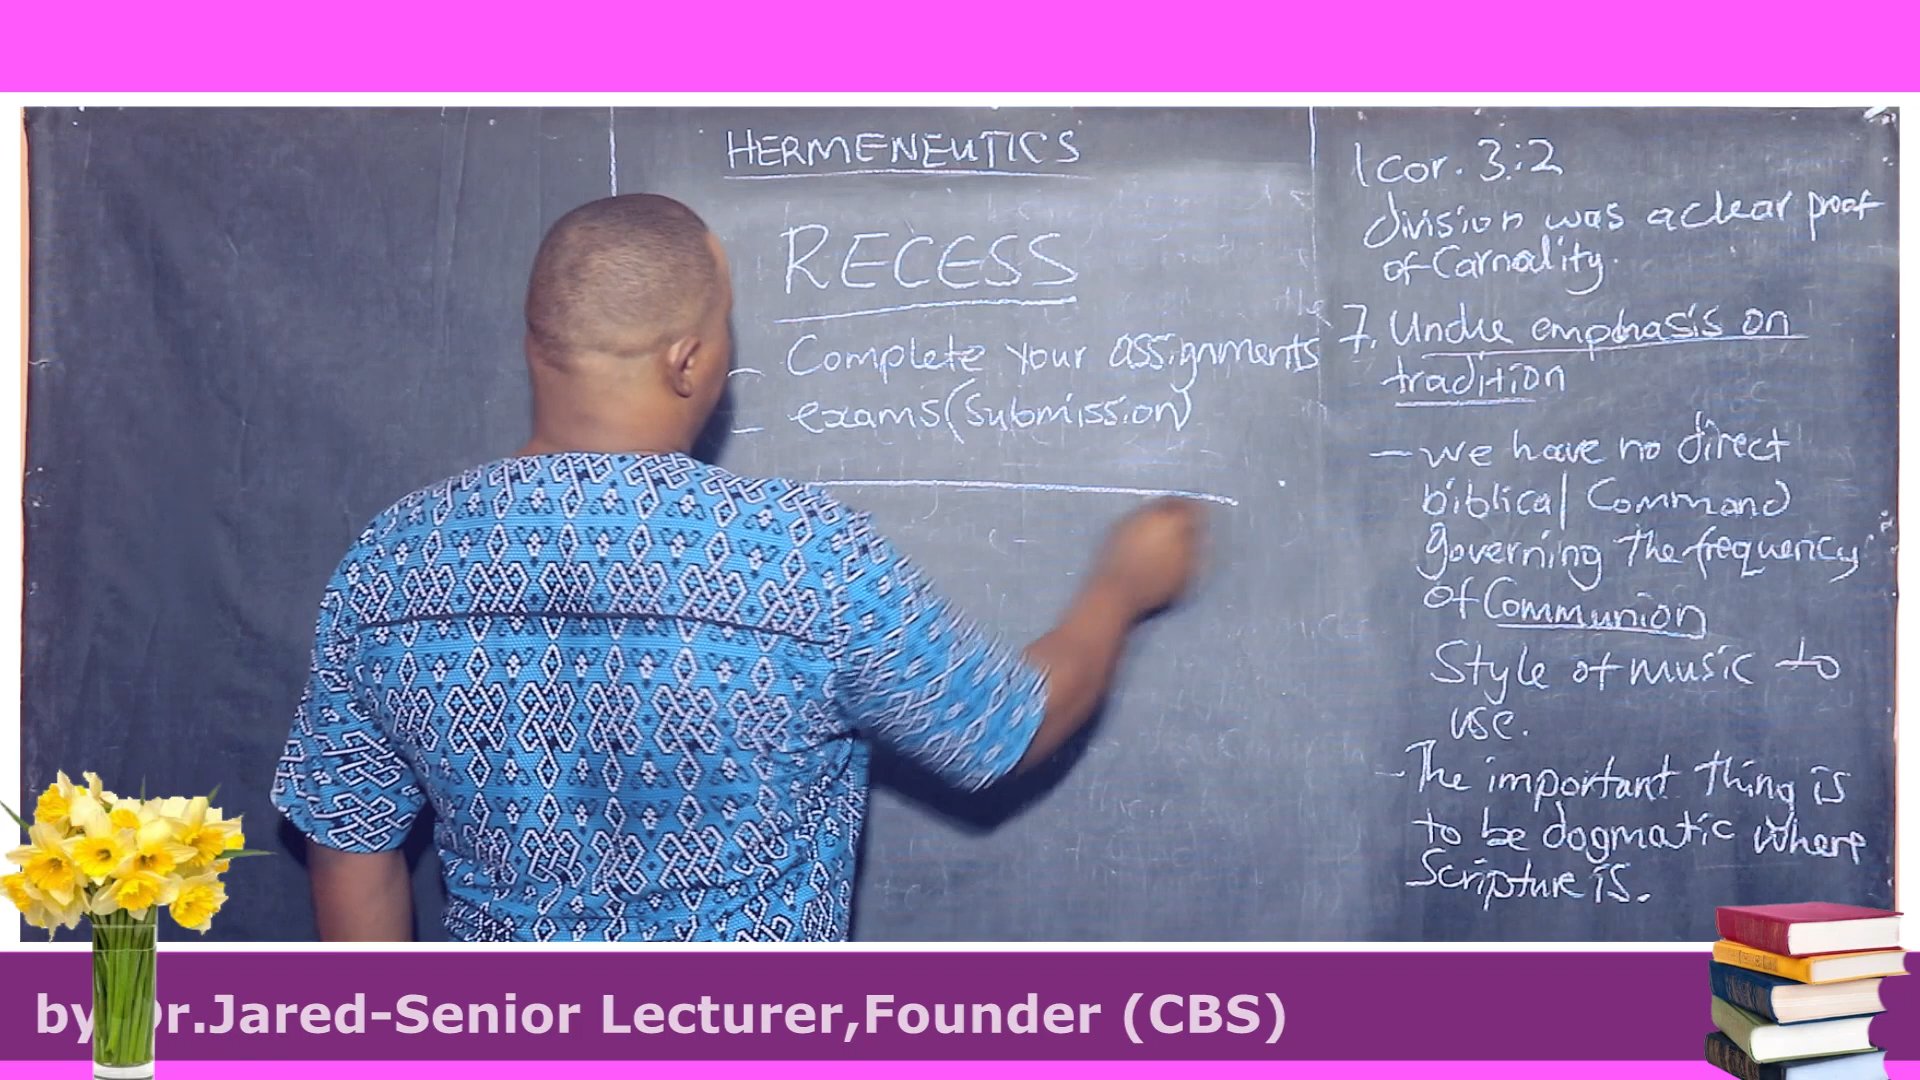 HERMENEUTICS
RECESS
- Complete your assignments
- exams (Submission)
1 cor. 3:2
division was a clear proof
of Carnality.
7. Undue emphasis on
tradition
- we have no direct
biblical Command
governing the frequency
of Communion
Style of music to
use.
- The important thing is
to be dogmatic where
Scripture is.
by Dr.Jared-Senior Lecturer,Founder (CBS)